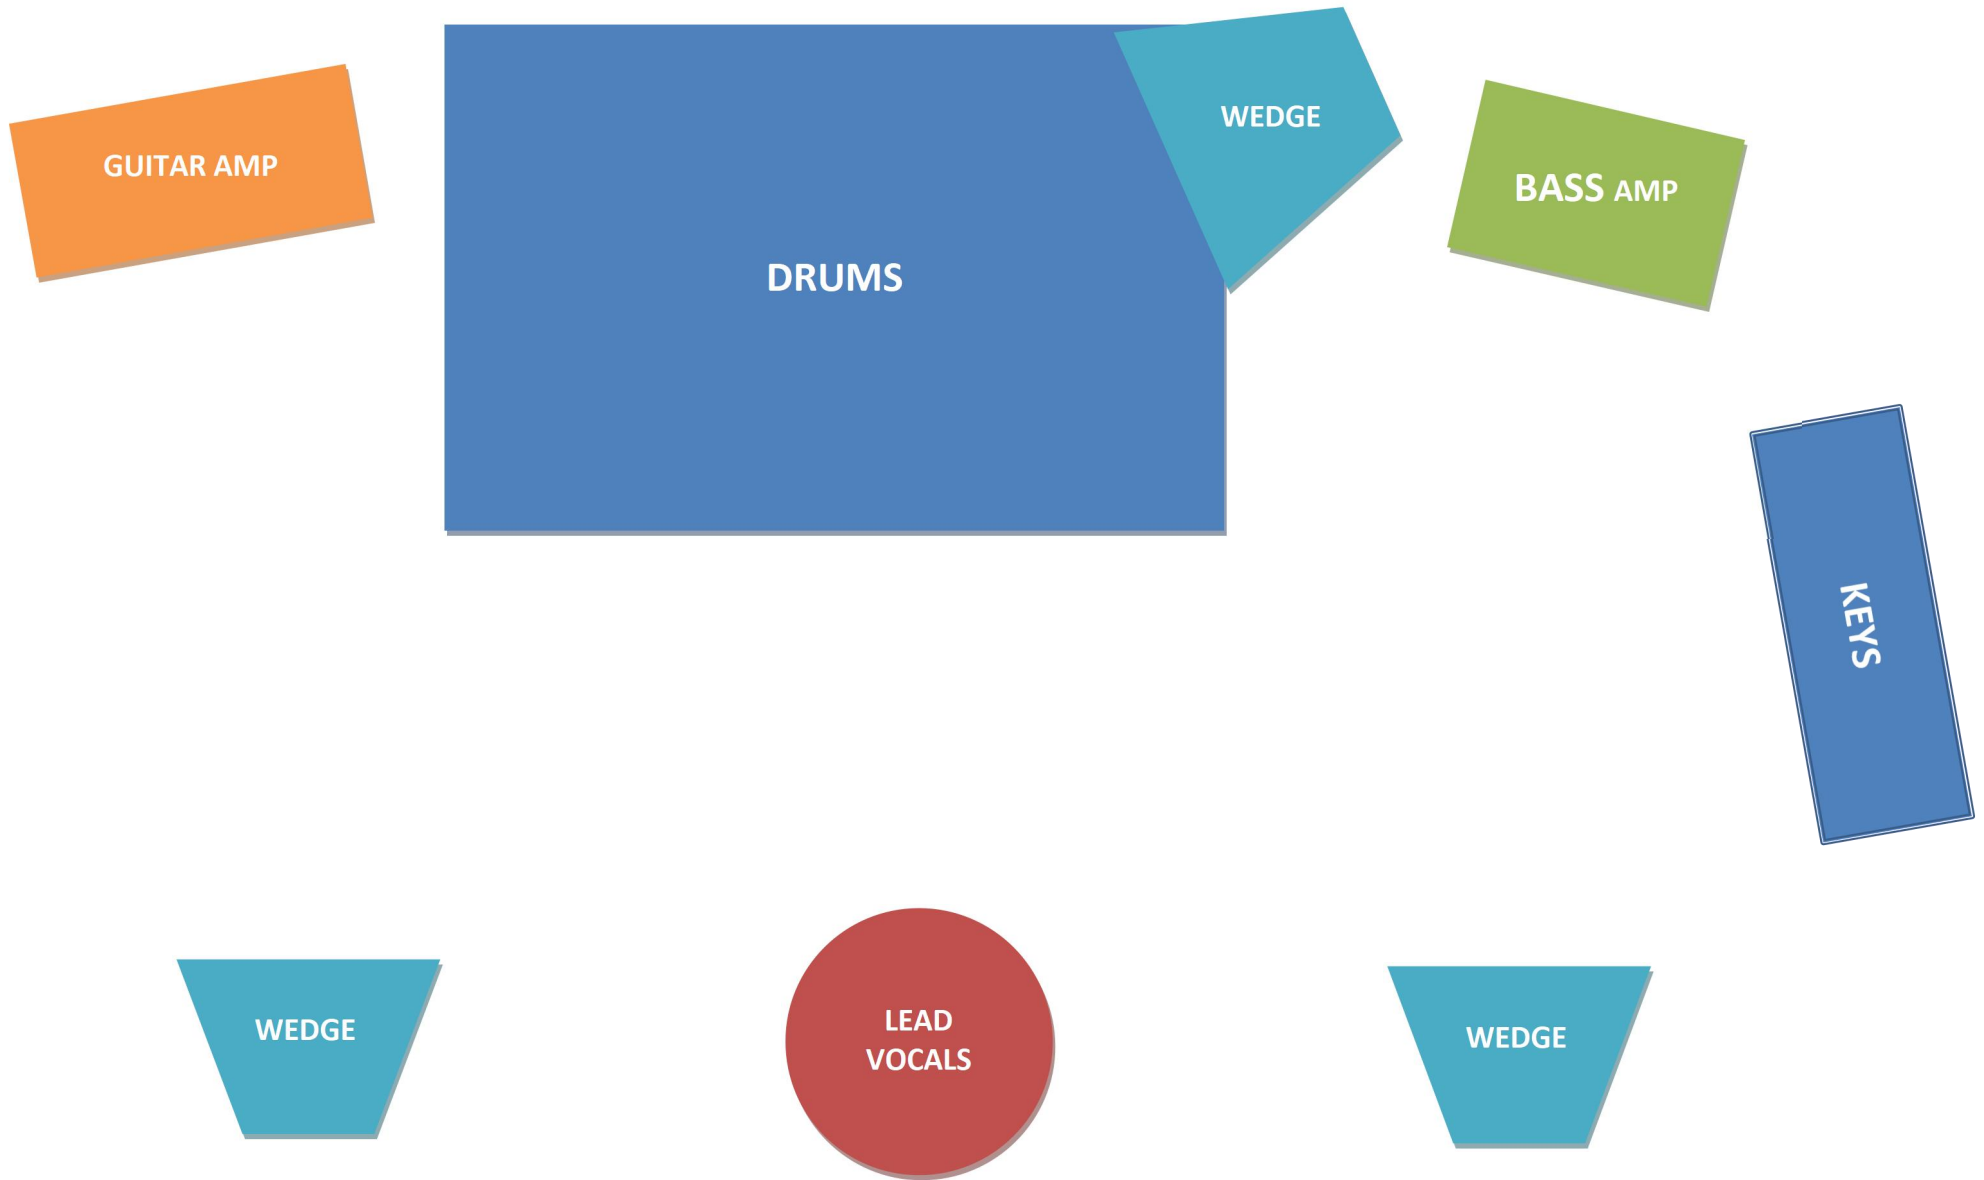 WEDGE
GUITAR AMP
BASS AMP
DRUMS
KEYS
LEAD
VOCALS
WEDGE
WEDGE